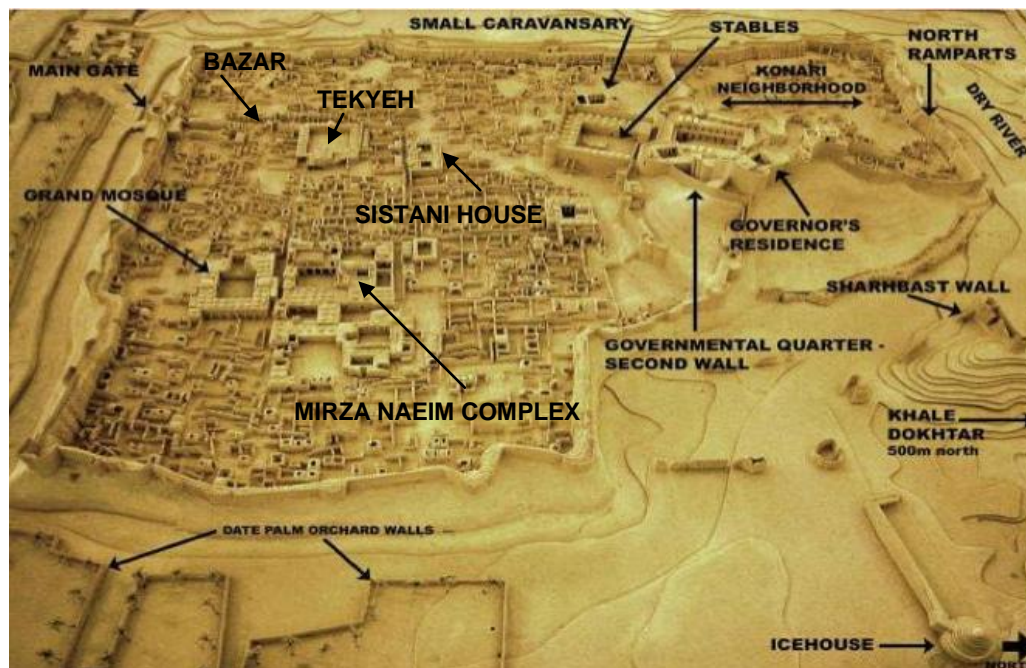 SMALL CARAVANSARY
STABLES
NORTH
RAMPARTS
MAIN GATE
BAZAR
KONARI
NEIGHBORHOOD
TEKYEH
DRY RIVER
GRAND MOSQUE
SISTANI HOUSE
GOVERNOR'S
RESIDENCE
SHARHBAST WALL
GOVERNMENTAL QUARTER -
SECOND WALL
MIRZA NAEIM COMPLEX
KHALE
DOKHTAR
500m north
DATE PALM ORCHARD WALLS
ICEHOUSE